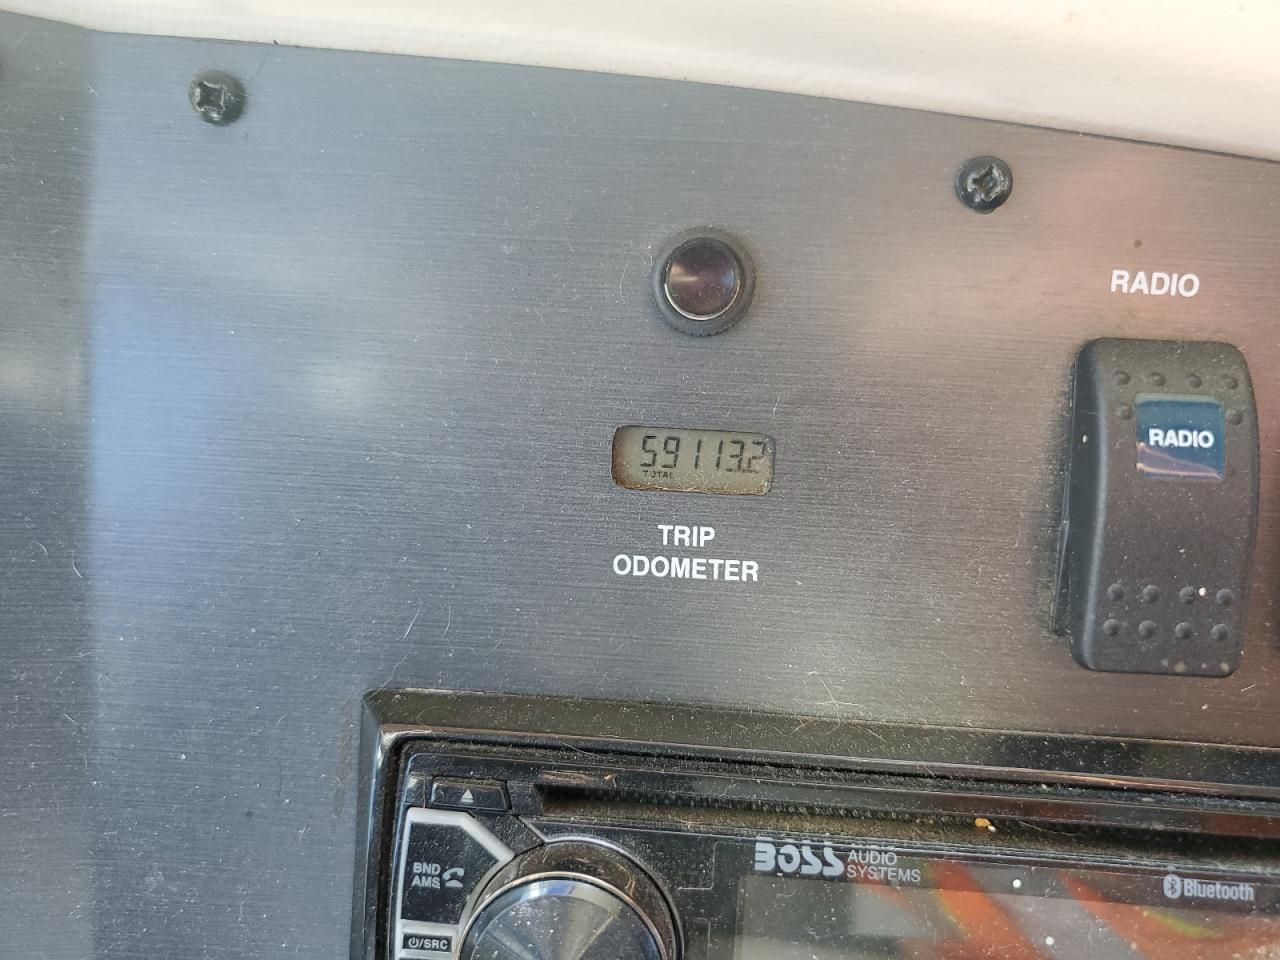 RADIO
RADIO
59113.2
TOTAL
TRIP
ODOMETER
BND
AMS
/SRC
BOSS
AUDIO
SYSTEMS
Bluetooth